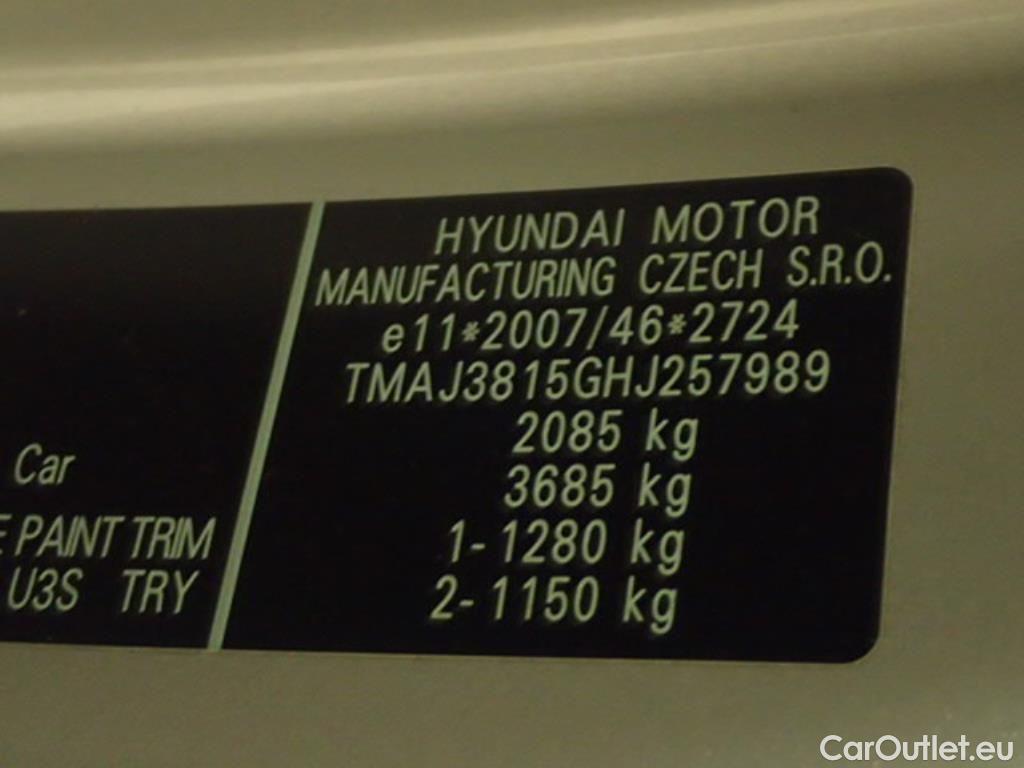 HYUNDAI MOTOR
MANUFACTURING CZECH S.R.O.
e11*2007/46*2724
TMAJ3815GHJ257989
2085 kg
3685 kg
1-1280 kg
2-1150 kg
Car
E PAINT TRIM
U3S TRY
CarOutlet.eu